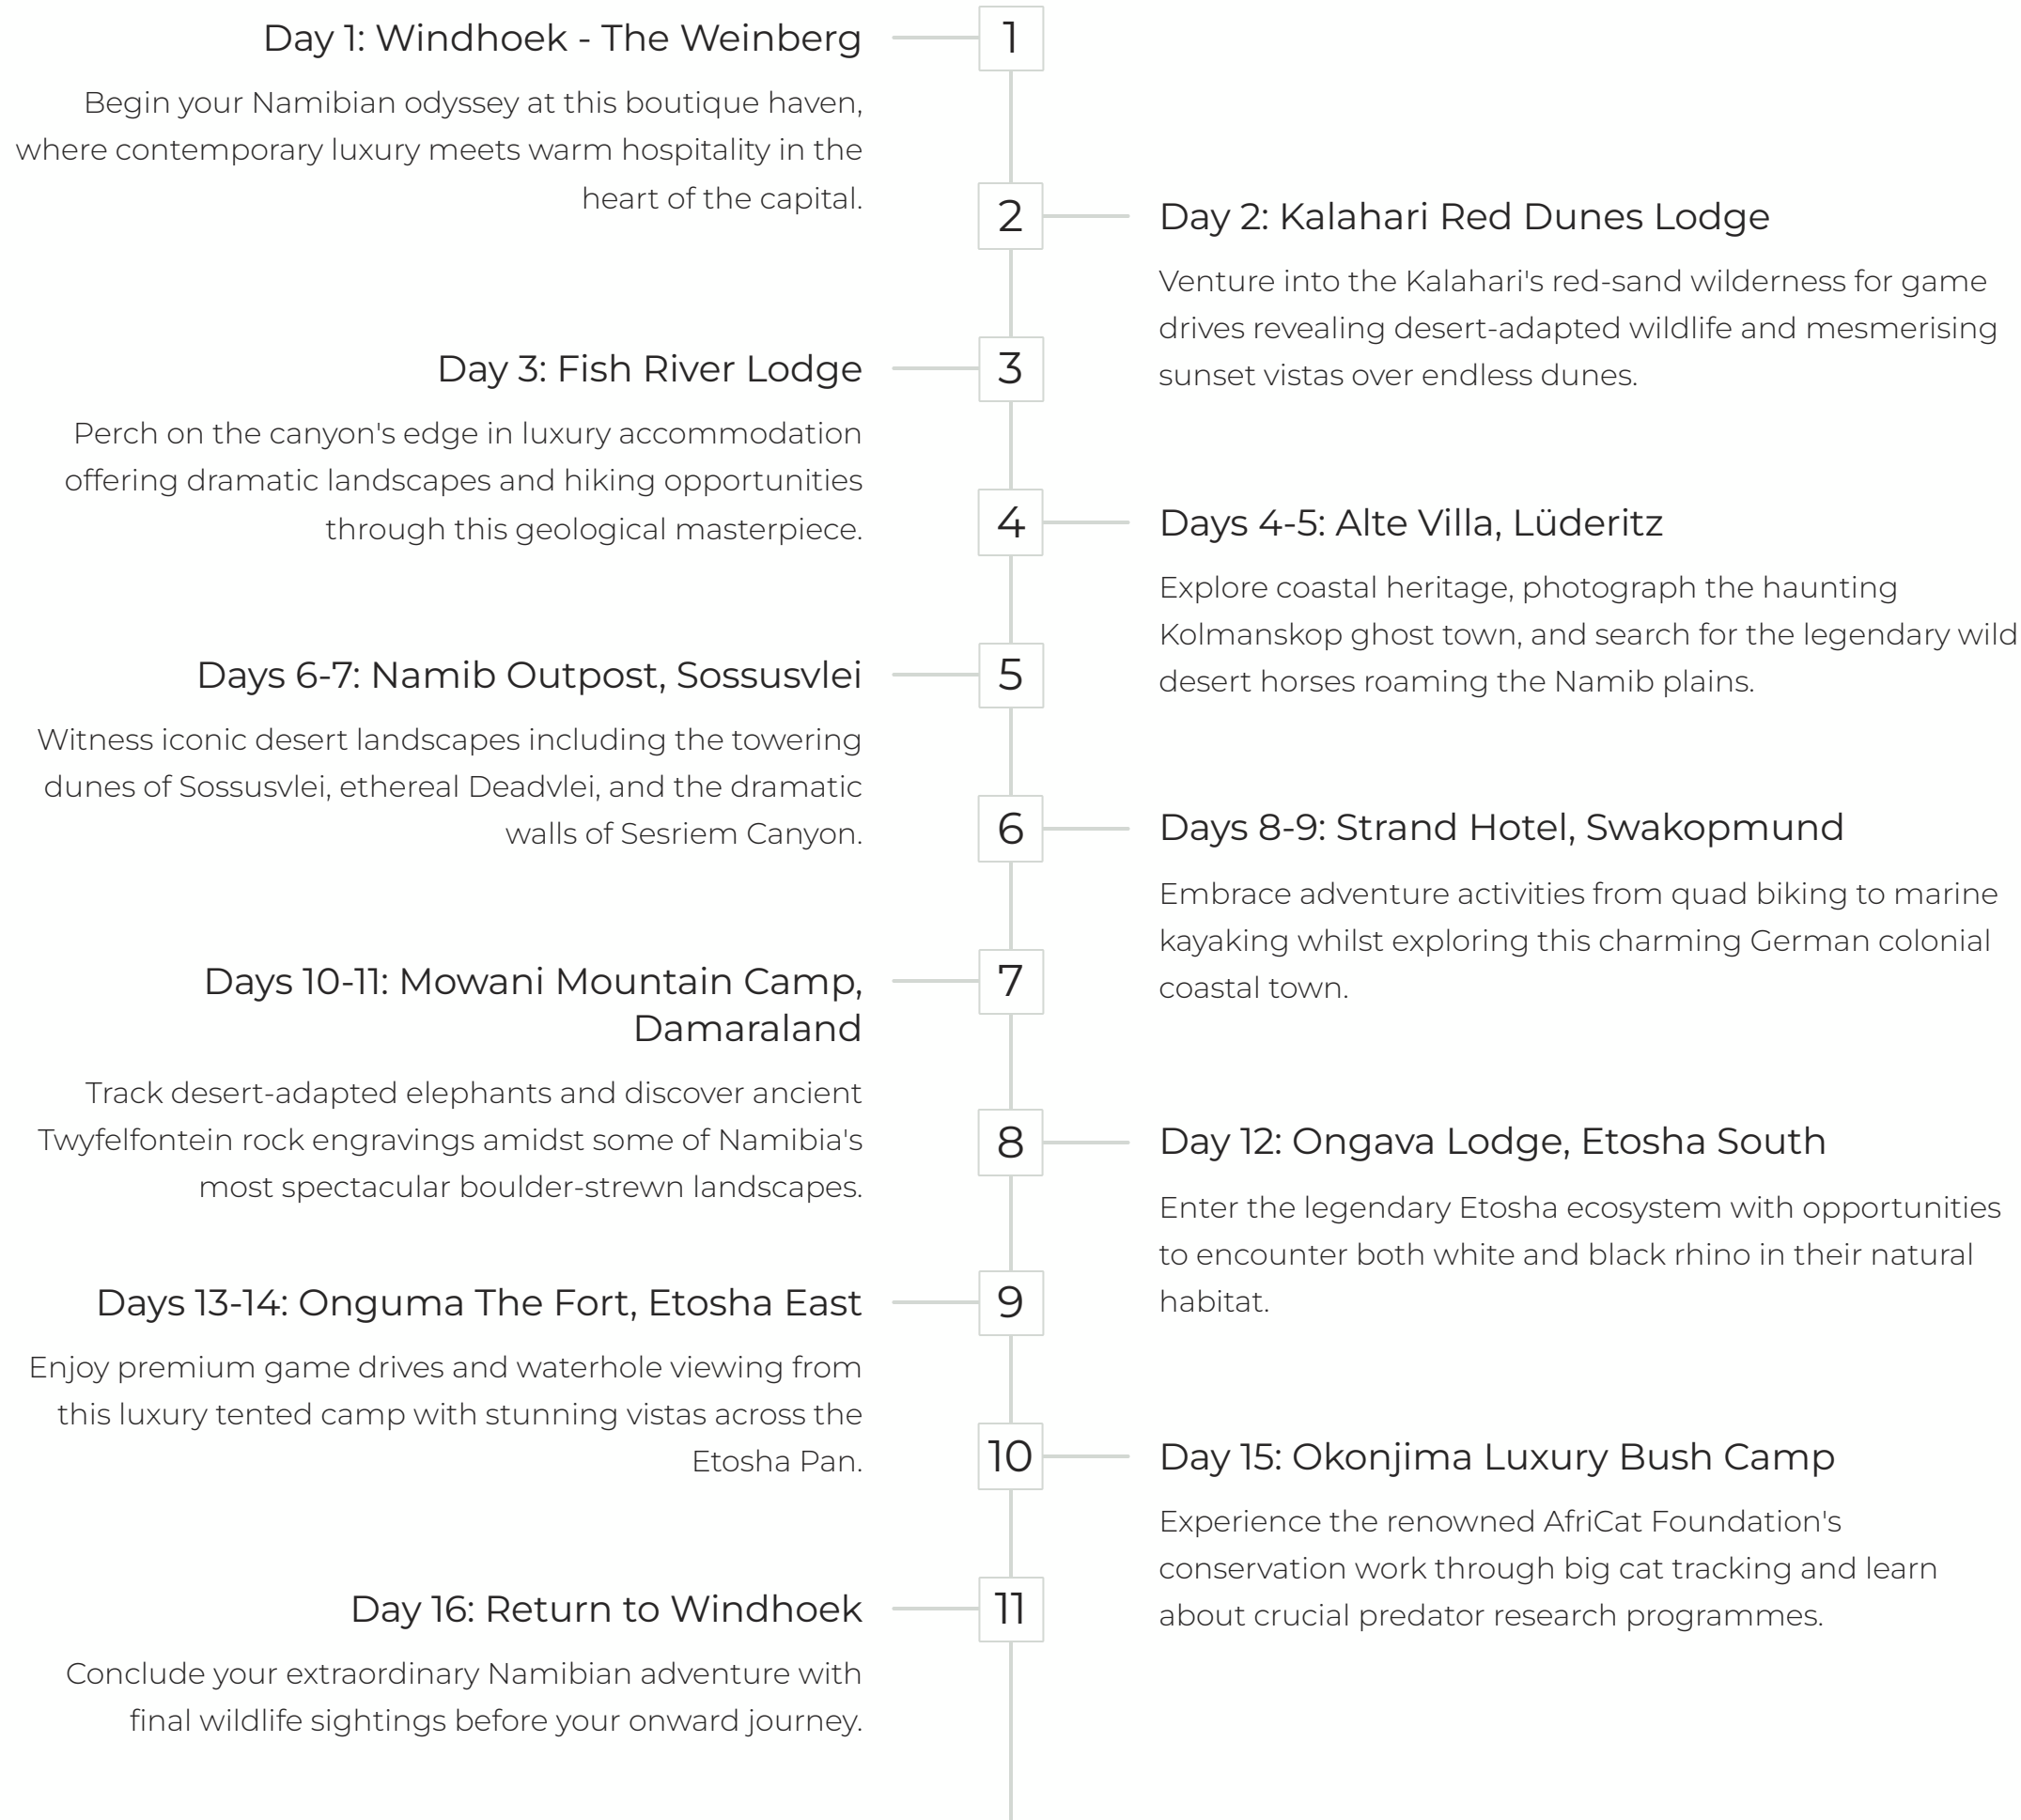 1
Day 1: Windhoek - The Weinberg
Begin your Namibian odyssey at this boutique haven,
where contemporary luxury meets warm hospitality in the
heart of the capital.
2
Day 2: Kalahari Red Dunes Lodge
Venture into the Kalahari's red-sand wilderness for game
drives revealing desert-adapted wildlife and mesmerising
sunset vistas over endless dunes.
3
Day 3: Fish River Lodge
Perch on the canyon's edge in luxury accommodation
offering dramatic landscapes and hiking opportunities
through this geological masterpiece.
4
Days 4-5: Alte Villa, Lüderitz
Explore coastal heritage, photograph the haunting
Kolmanskop ghost town, and search for the legendary wild
desert horses roaming the Namib plains.
5
Days 6-7: Namib Outpost, Sossusvlei
Witness iconic desert landscapes including the towering
dunes of Sossusvlei, ethereal Deadvlei, and the dramatic
walls of Sesriem Canyon.
6
Days 8-9: Strand Hotel, Swakopmund
Embrace adventure activities from quad biking to marine
kayaking whilst exploring this charming German colonial
coastal town.
7
Days 10-11: Mowani Mountain Camp,
Damaraland
Track desert-adapted elephants and discover ancient
Twyfelfontein rock engravings amidst some of Namibia's
most spectacular boulder-strewn landscapes.
8
Day 12: Ongava Lodge, Etosha South
Enter the legendary Etosha ecosystem with opportunities
to encounter both white and black rhino in their natural
habitat.
9
Days 13-14: Onguma The Fort, Etosha East
Enjoy premium game drives and waterhole viewing from
this luxury tented camp with stunning vistas across the
Etosha Pan.
10
Day 15: Okonjima Luxury Bush Camp
Experience the renowned AfriCat Foundation's
conservation work through big cat tracking and learn
about crucial predator research programmes.
11
Day 16: Return to Windhoek
Conclude your extraordinary Namibian adventure with
final wildlife sightings before your onward journey.